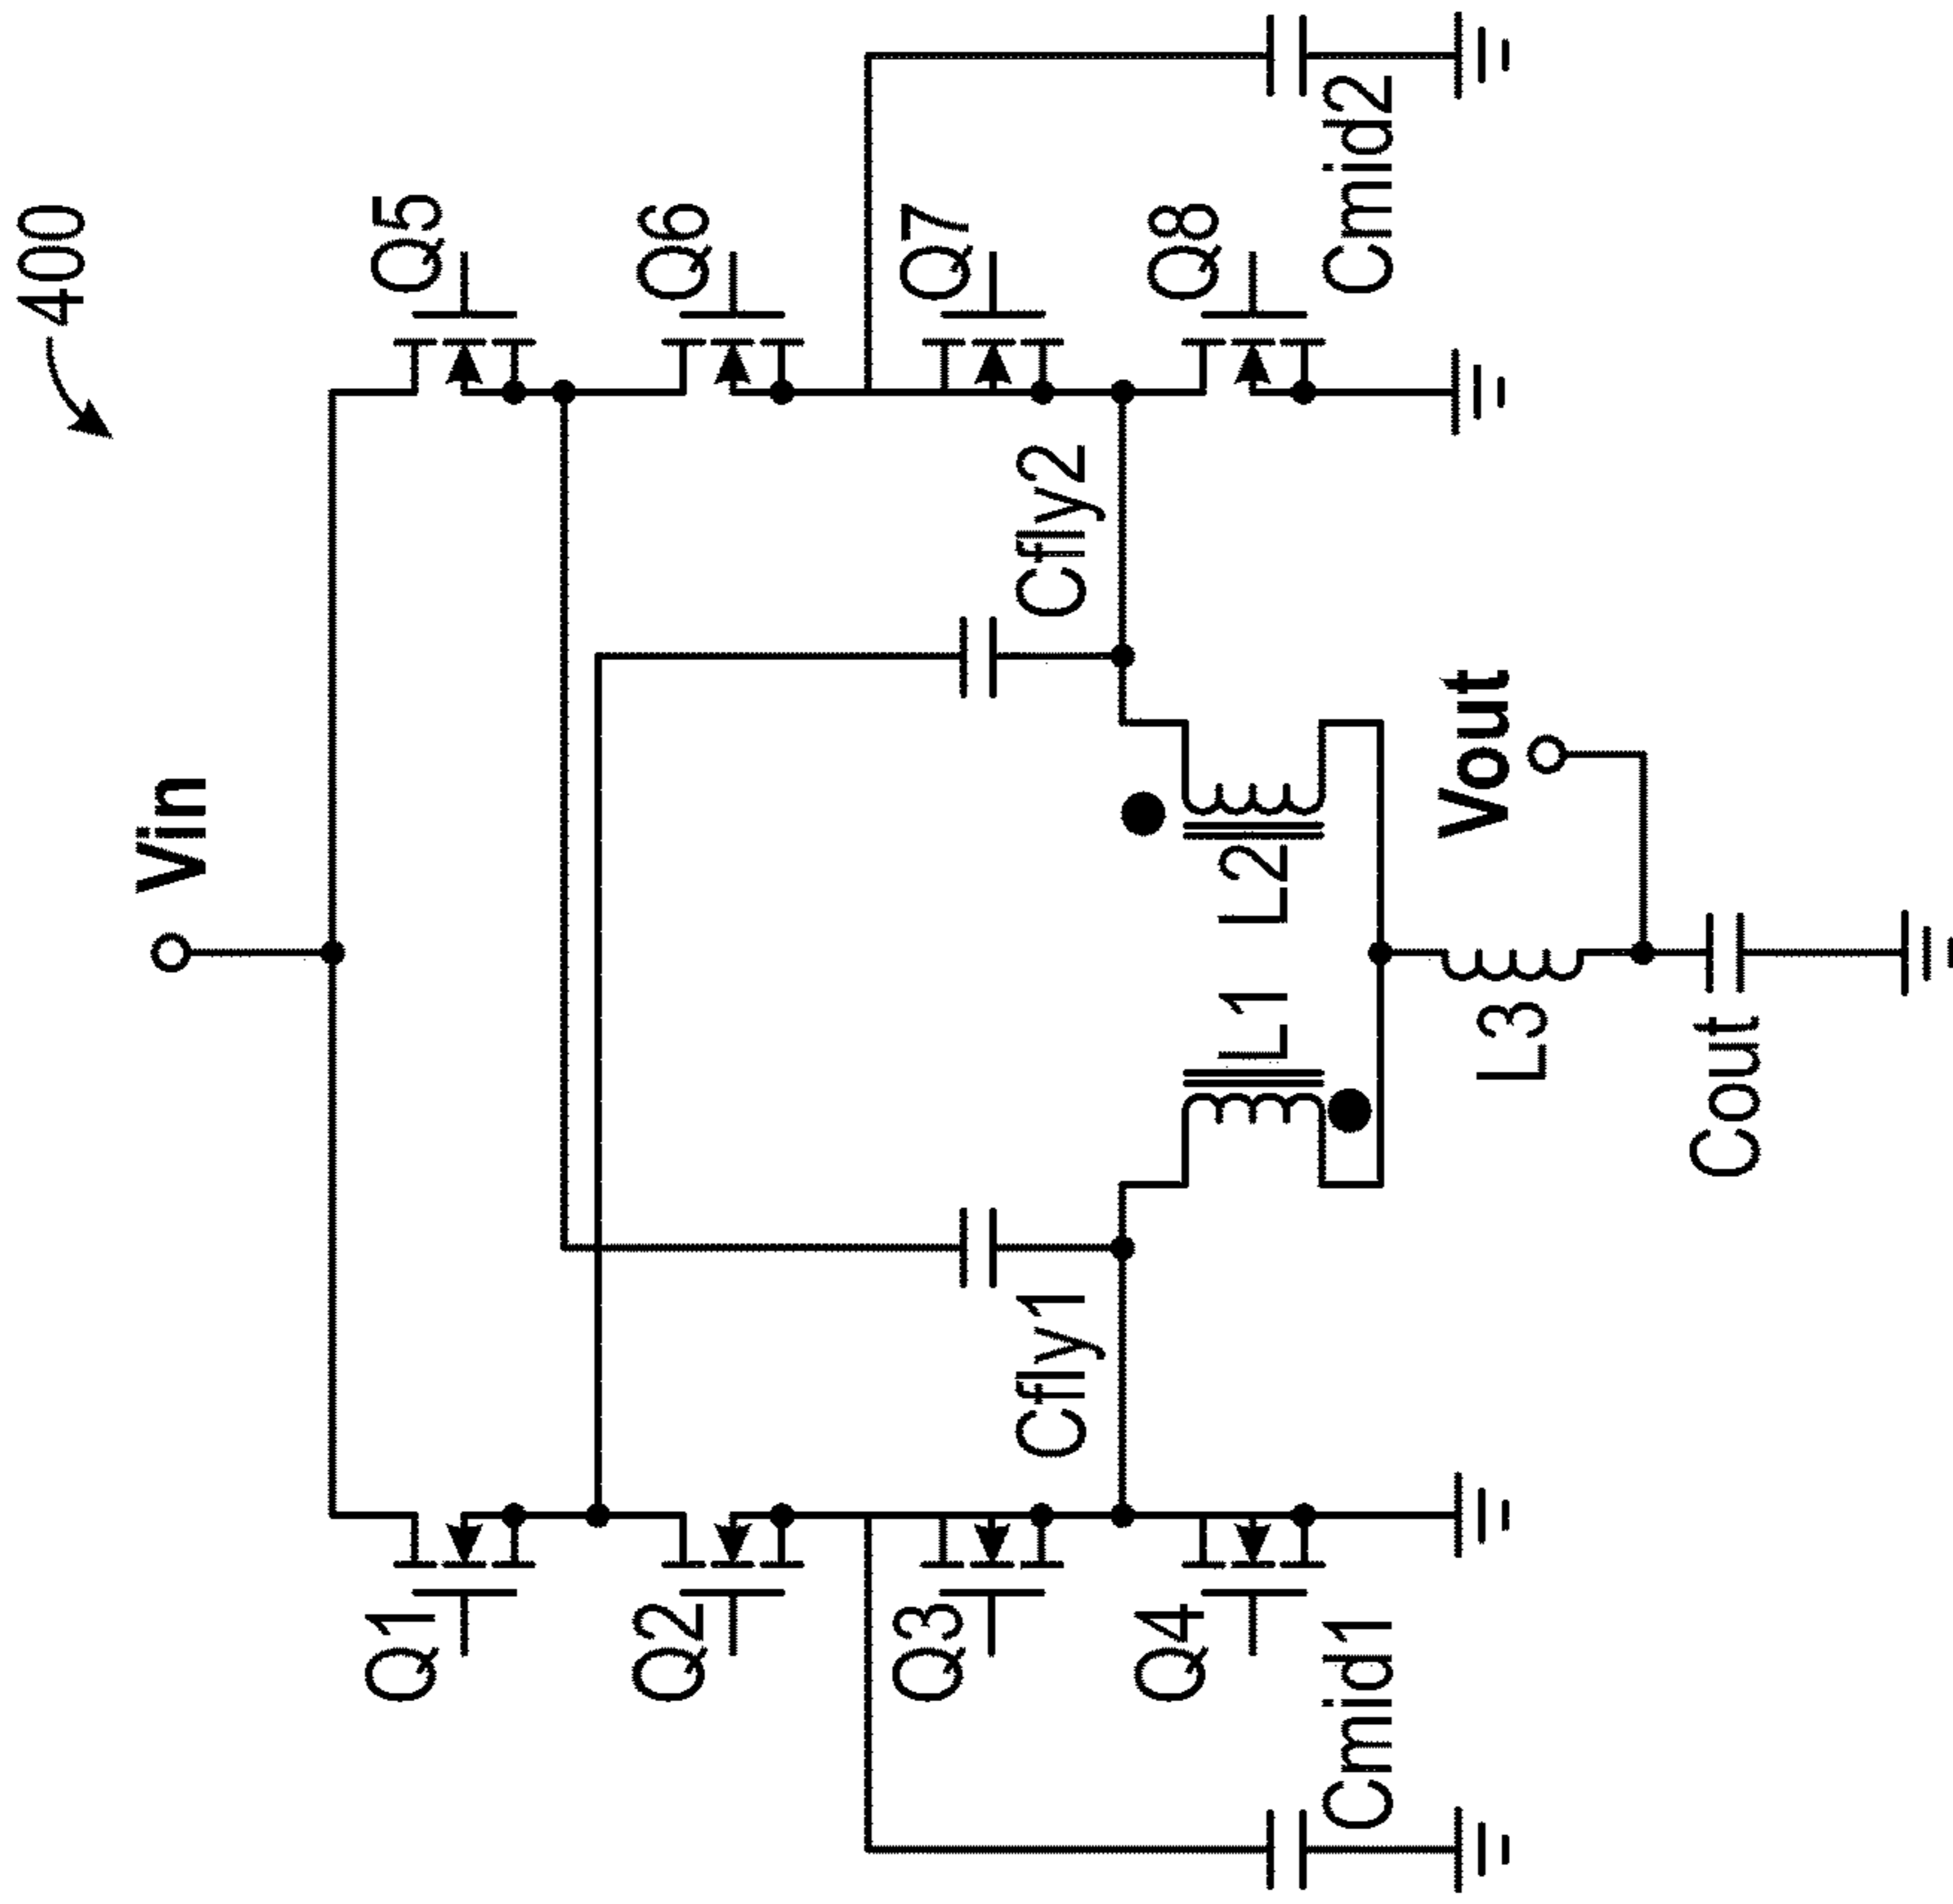 400
Vin
Q1
Q5
Q2
Q6
Q3
Q7
Q4
Q8
Cfly1
Cfly2
L1
L2
Cmid1
Cmid2
L3
Vout
Cout